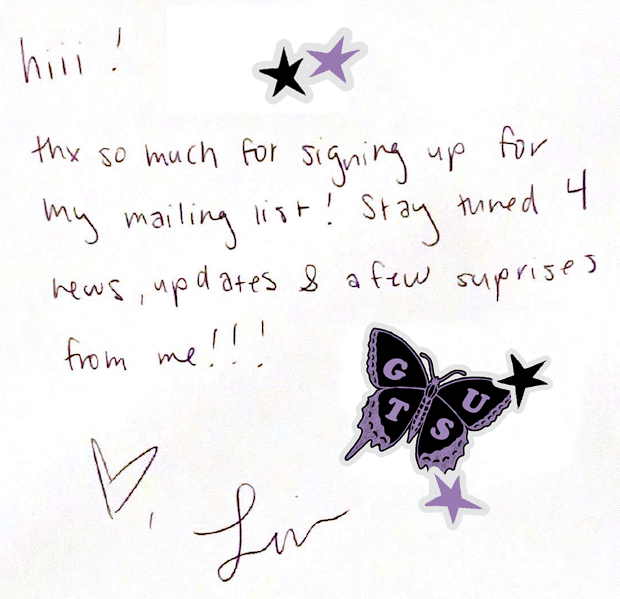 hiii !
thx so much for signing up for
my mailing list! Stay tuned 4
news, updates & a few suprises
from me!!!
G U
T S
Liv